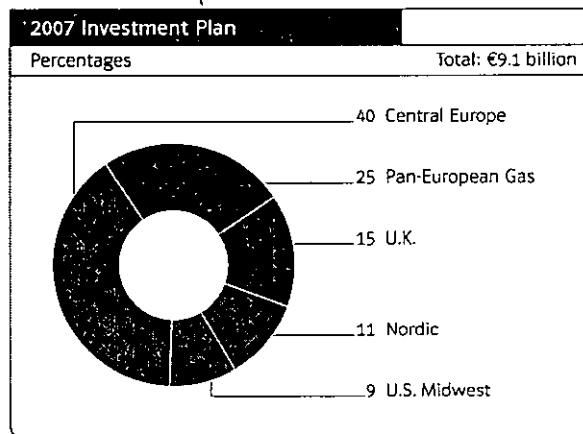 2007 Investment Plan
Percentages Total: €9.1 billion
40 Central Europe
25 Pan-European Gas
15 U.K.
11 Nordic
9 U.S. Midwest